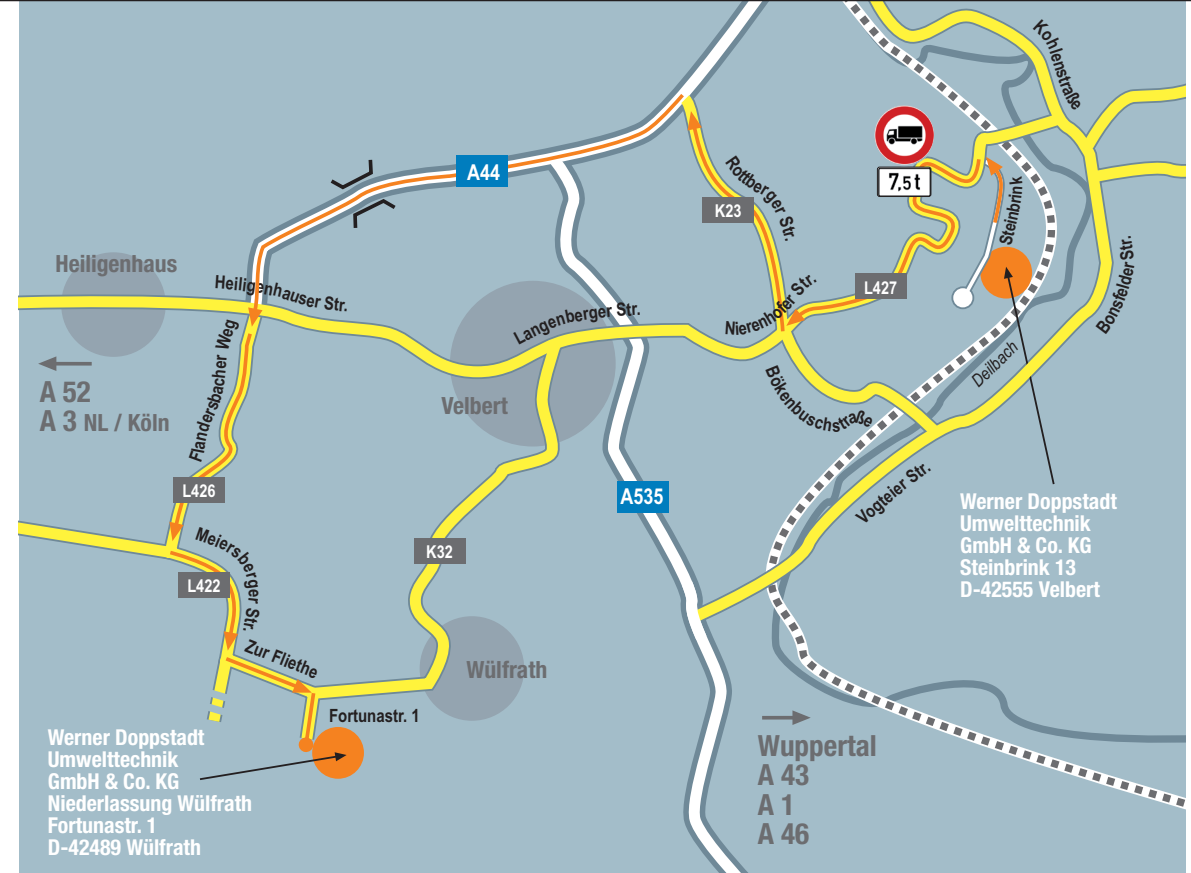 Kohlenstraße
7,5 t
A44
Rottberger Str.
K23
Steinbrink
Heiligenhaus
Heiligenhauser Str.
L427
Bonsfelder Str.
Langenberger Str.
Nierenhofer Str.
Flandersbacher Weg
Deilbach
A 52
A 3 NL / Köln
Velbert
Bökenbuschstraße
L426
A535
Vogteier Str.
Werner Doppstadt
Umwelttechnik
GmbH & Co. KG
Steinbrink 13
D-42555 Velbert
Meiersberger Str.
K32
L422
Zur Fliethe
Wülfrath
Fortunastr. 1
Werner Doppstadt
Umwelttechnik
GmbH & Co. KG
Niederlassung Wülfrath
Fortunastr. 1
D-42489 Wülfrath
Wuppertal
A 43
A 1
A 46